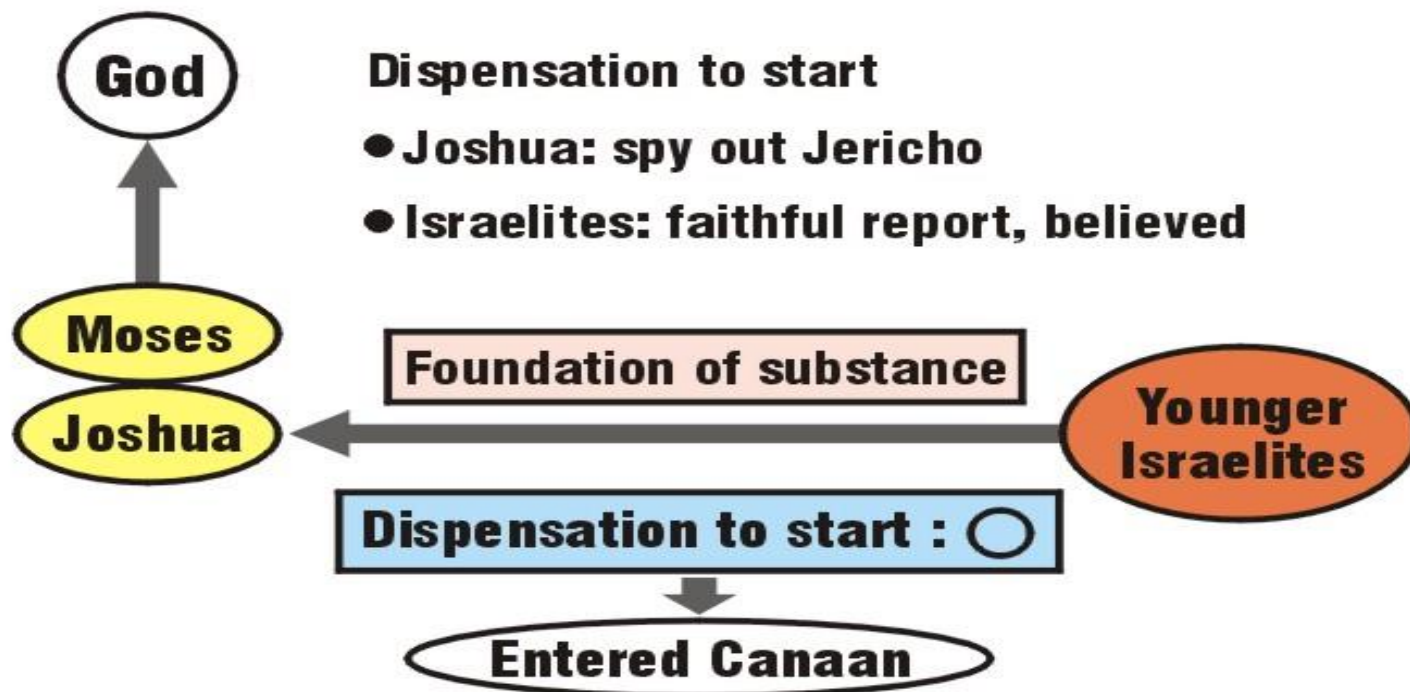 God
Dispensation to start
● Joshua: spy out Jericho
● Israelites: faithful report, believed
Moses
Joshua
Foundation of substance
Younger
Israelites
Dispensation to start : ○
Entered Canaan